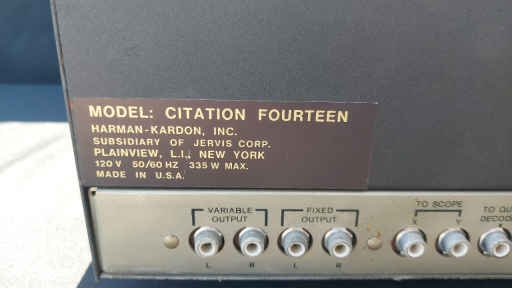 MODEL: CITATION FOURTEEN
HARMAN-KARDON, INC.
SUBSIDIARY OF JERVIS CORP.
PLAINVIEW, L.I., NEW YORK
120 V 50/60 HZ 335 W MAX.
MADE IN U.S.A.
VARIABLE OUTPUT
FIXED OUTPUT
TO SCOPE
X Y
TO
L R L R